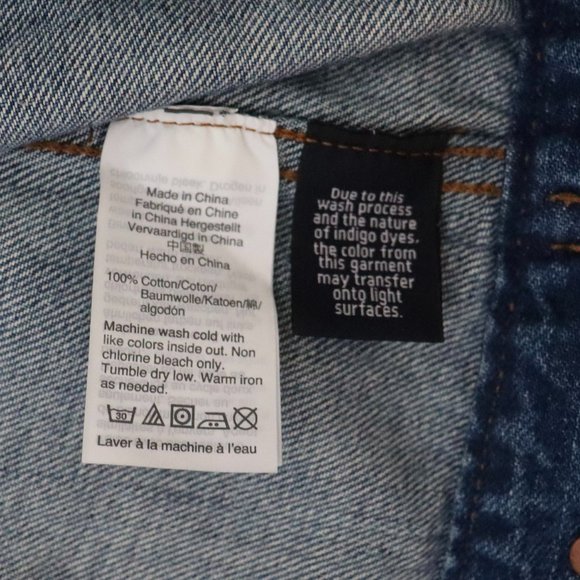 Made in China
Fabriqué en Chine
in China Hergestellt
Vervaardigd in China
中国製
Hecho en China
100% Cotton/Coton/
Baumwolle/Katoen/綿/
algodón
Machine wash cold with
like colors inside out. Non
chlorine bleach only.
Tumble dry low. Warm iron
as needed.
30
Laver à la machine à l'eau
Due to this
wash process
and the nature
of indigo dyes,
the color from
this garment
may transfer
onto light
surfaces.